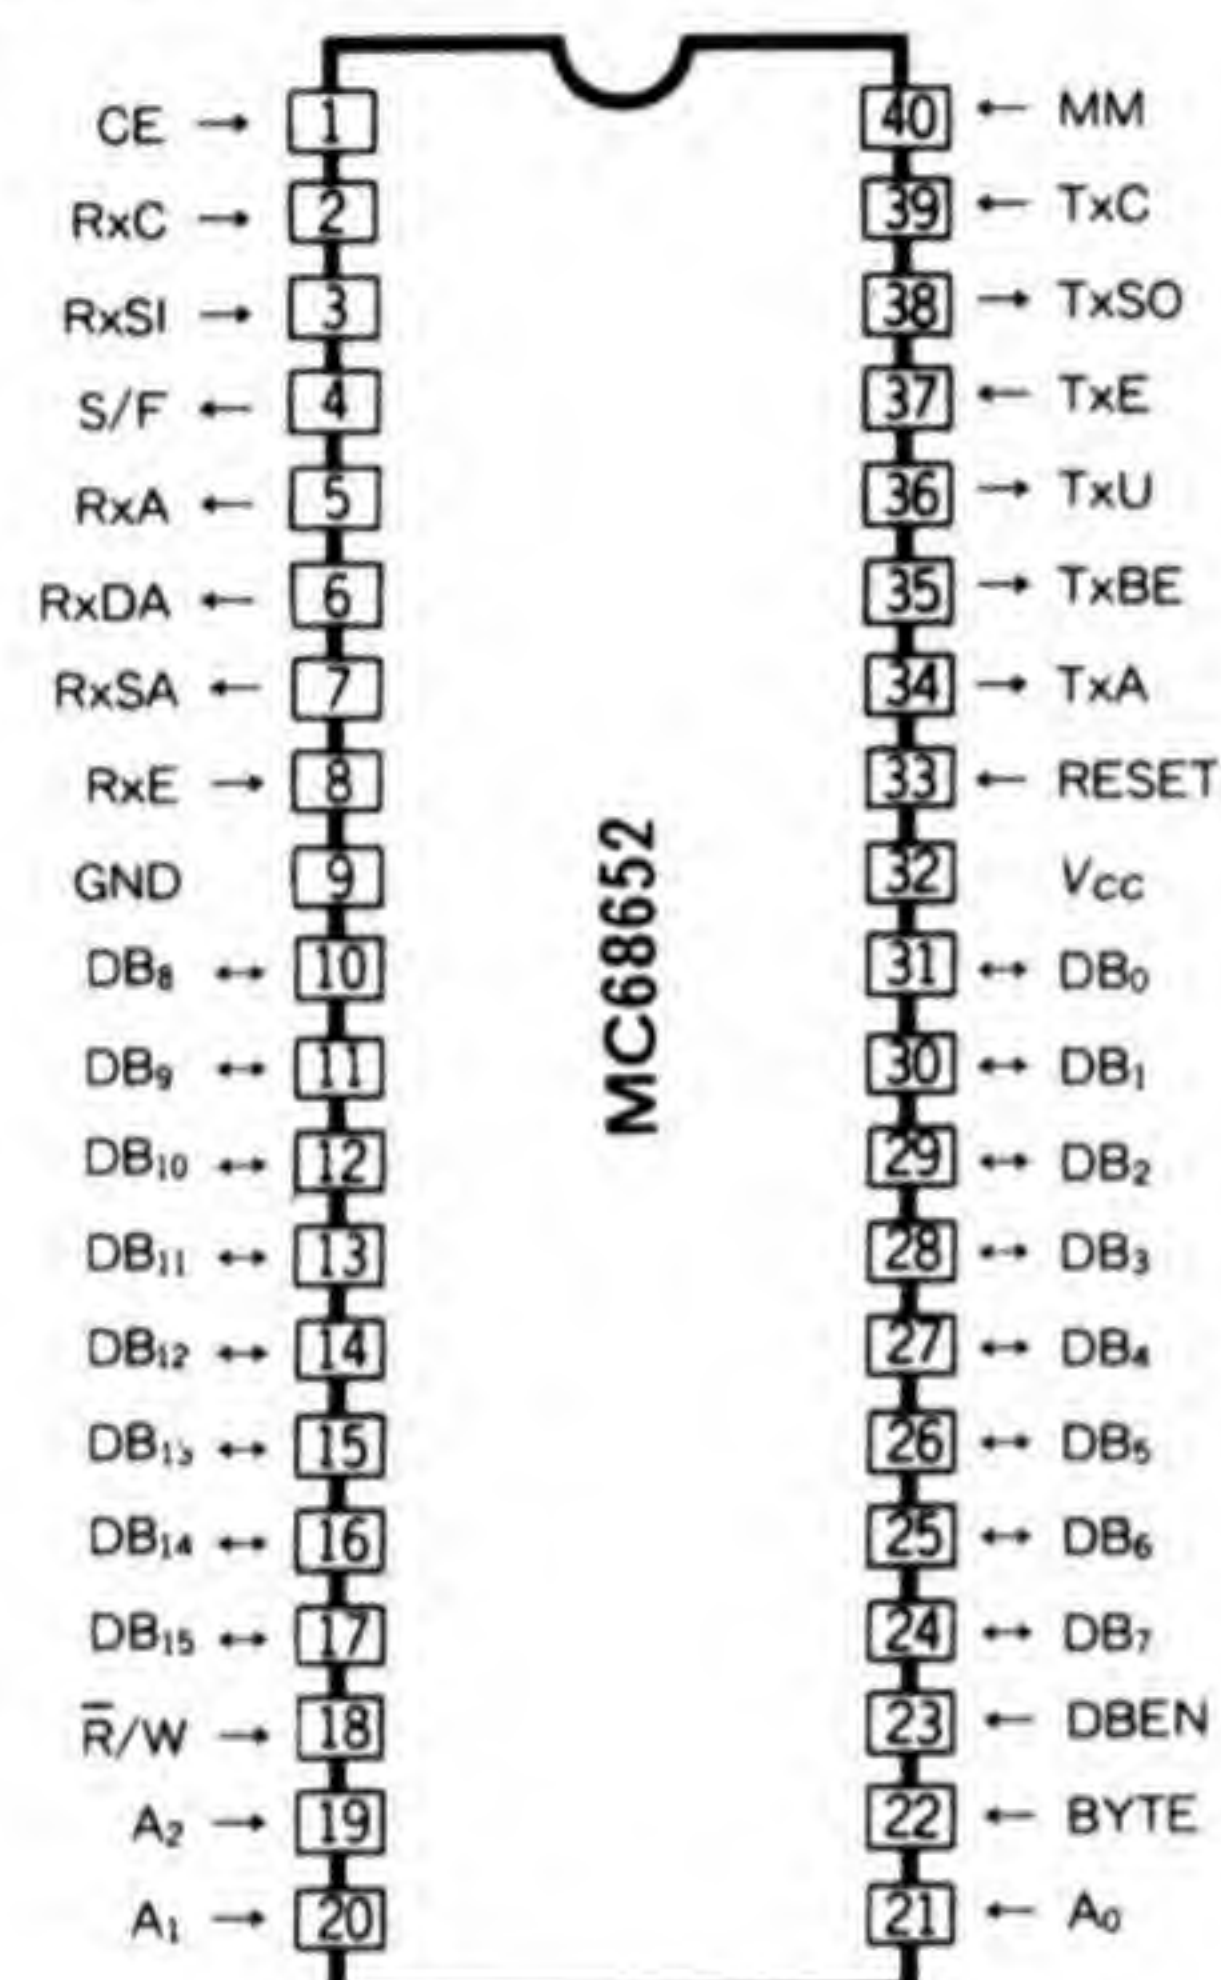 CE → 1 40 ← MM
RxC → 2 39 ← TxC
RxSI → 3 38 → TxSO
S/F ← 4 37 ← TxE
RxA ← 5 36 → TxU
RxDA ← 6 35 → TxBE
RxSA ← 7 34 → TxA
RxE → 8 33 ← RESET
GND 9 32 Vcc
DB₈ ↔ 10 31 ↔ DB₀
DB₉ ↔ 11 30 ↔ DB₁
DB₁₀ ↔ 12 29 ↔ DB₂
DB₁₁ ↔ 13 28 ↔ DB₃
DB₁₂ ↔ 14 27 ↔ DB₄
DB₁₃ ↔ 15 26 ↔ DB₅
DB₁₄ ↔ 16 25 ↔ DB₆
DB₁₅ ↔ 17 24 ↔ DB₇
R̅/W → 18 23 ← DBEN
A₂ → 19 22 ← BYTE
A₁ → 20 21 ← A₀
MC68652